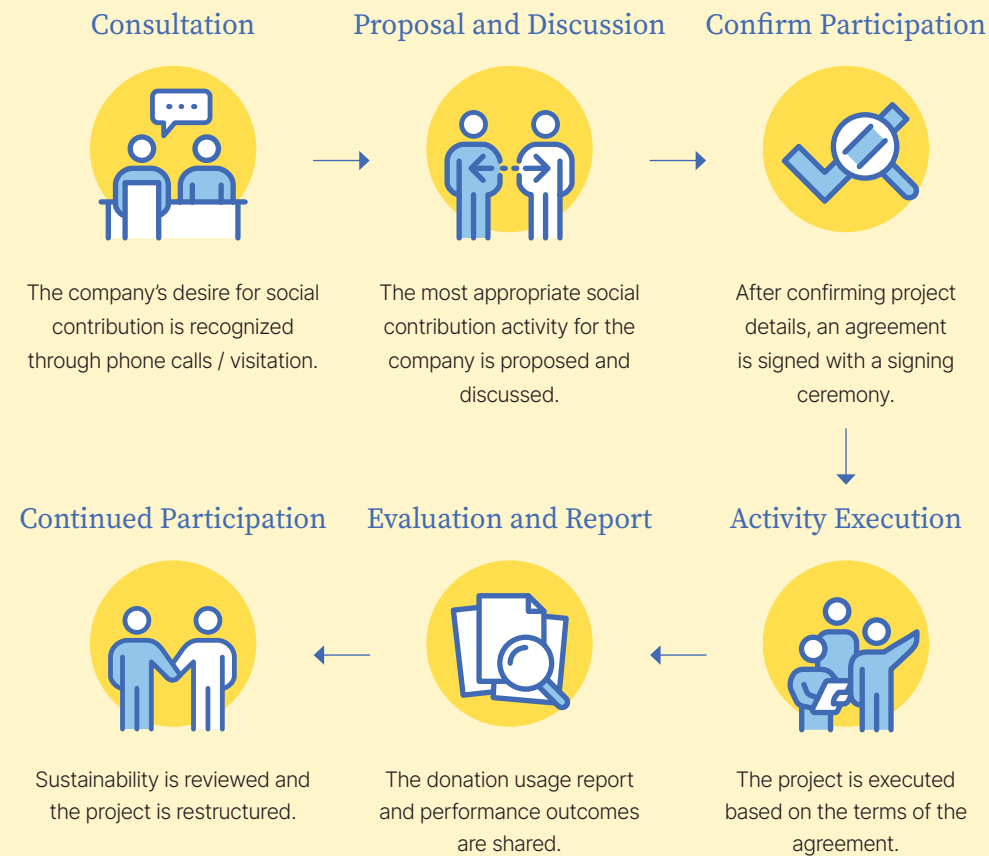 Consultation
The company’s desire for social
contribution is recognized
through phone calls / visitation.
Proposal and Discussion
The most appropriate social
contribution activity for the
company is proposed and
discussed.
Confirm Participation
After confirming project
details, an agreement
is signed with a signing
ceremony.
Activity Execution
The project is executed
based on the terms of the
agreement.
Evaluation and Report
The donation usage report
and performance outcomes
are shared.
Continued Participation
Sustainability is reviewed and
the project is restructured.